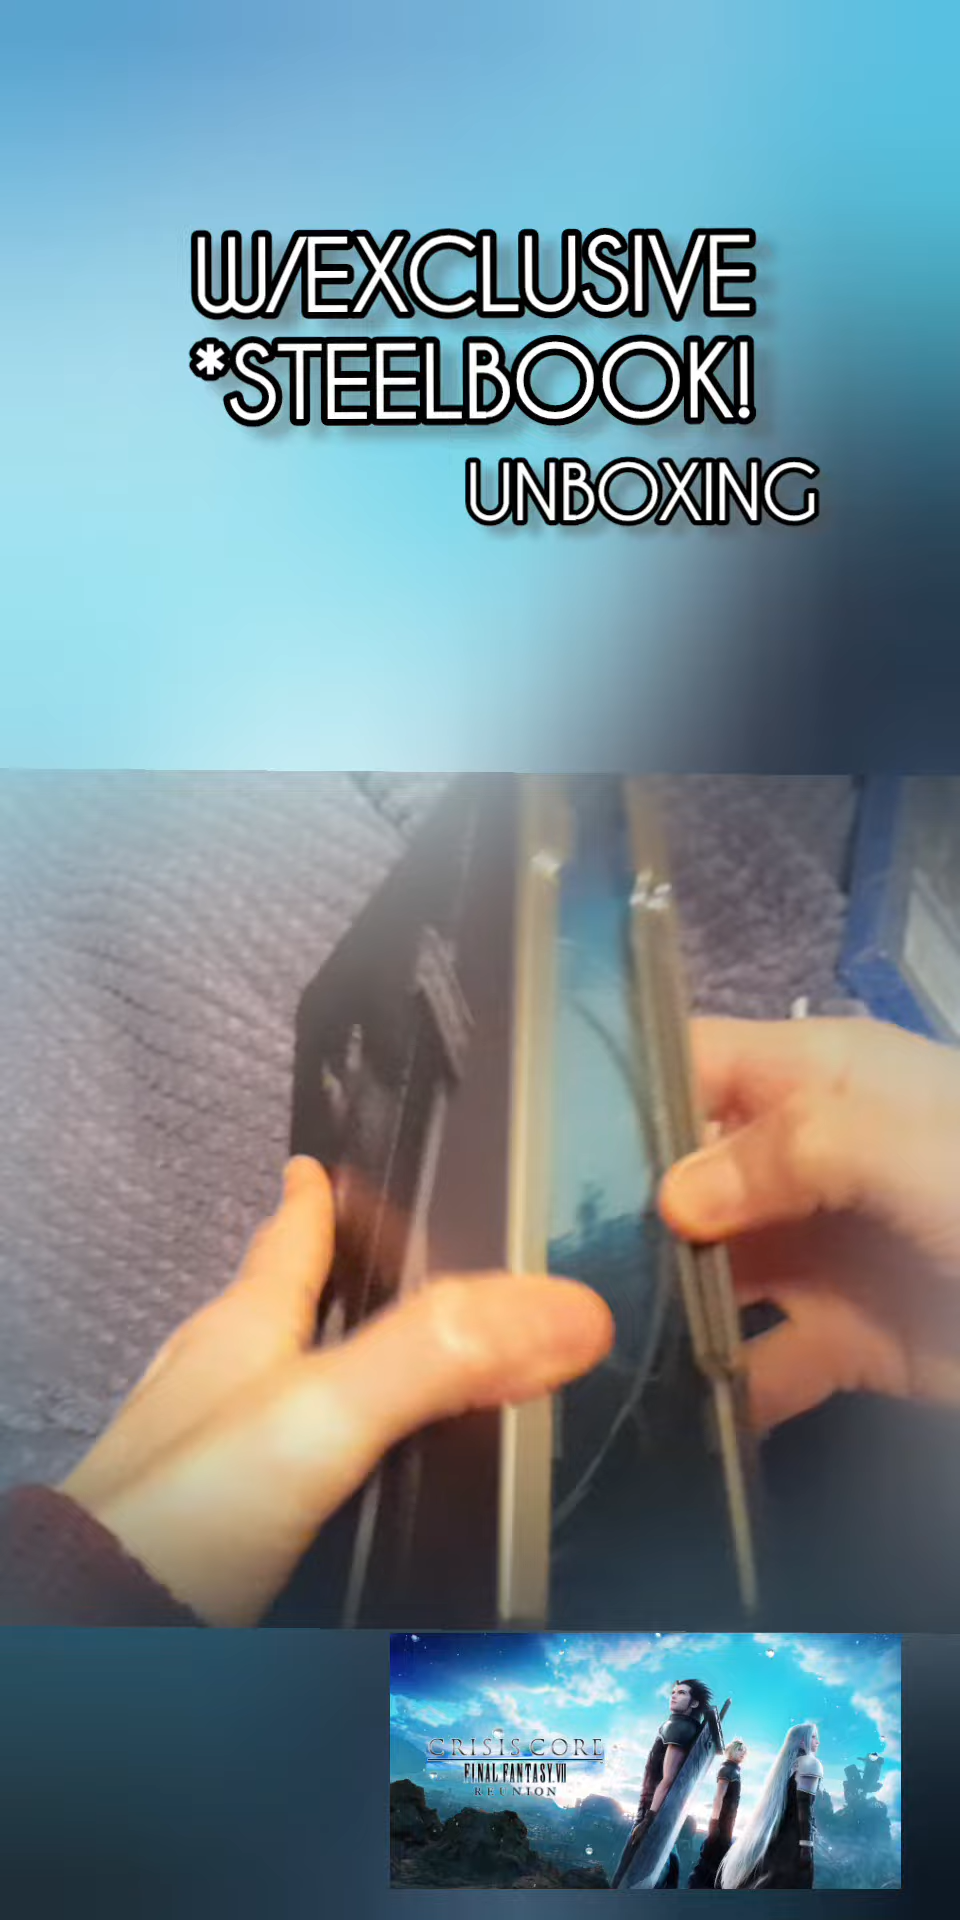 W/EXCLUSIVE
*STEELBOOK!
UNBOXING
CRISIS CORE
FINAL FANTASY VII
REUNION